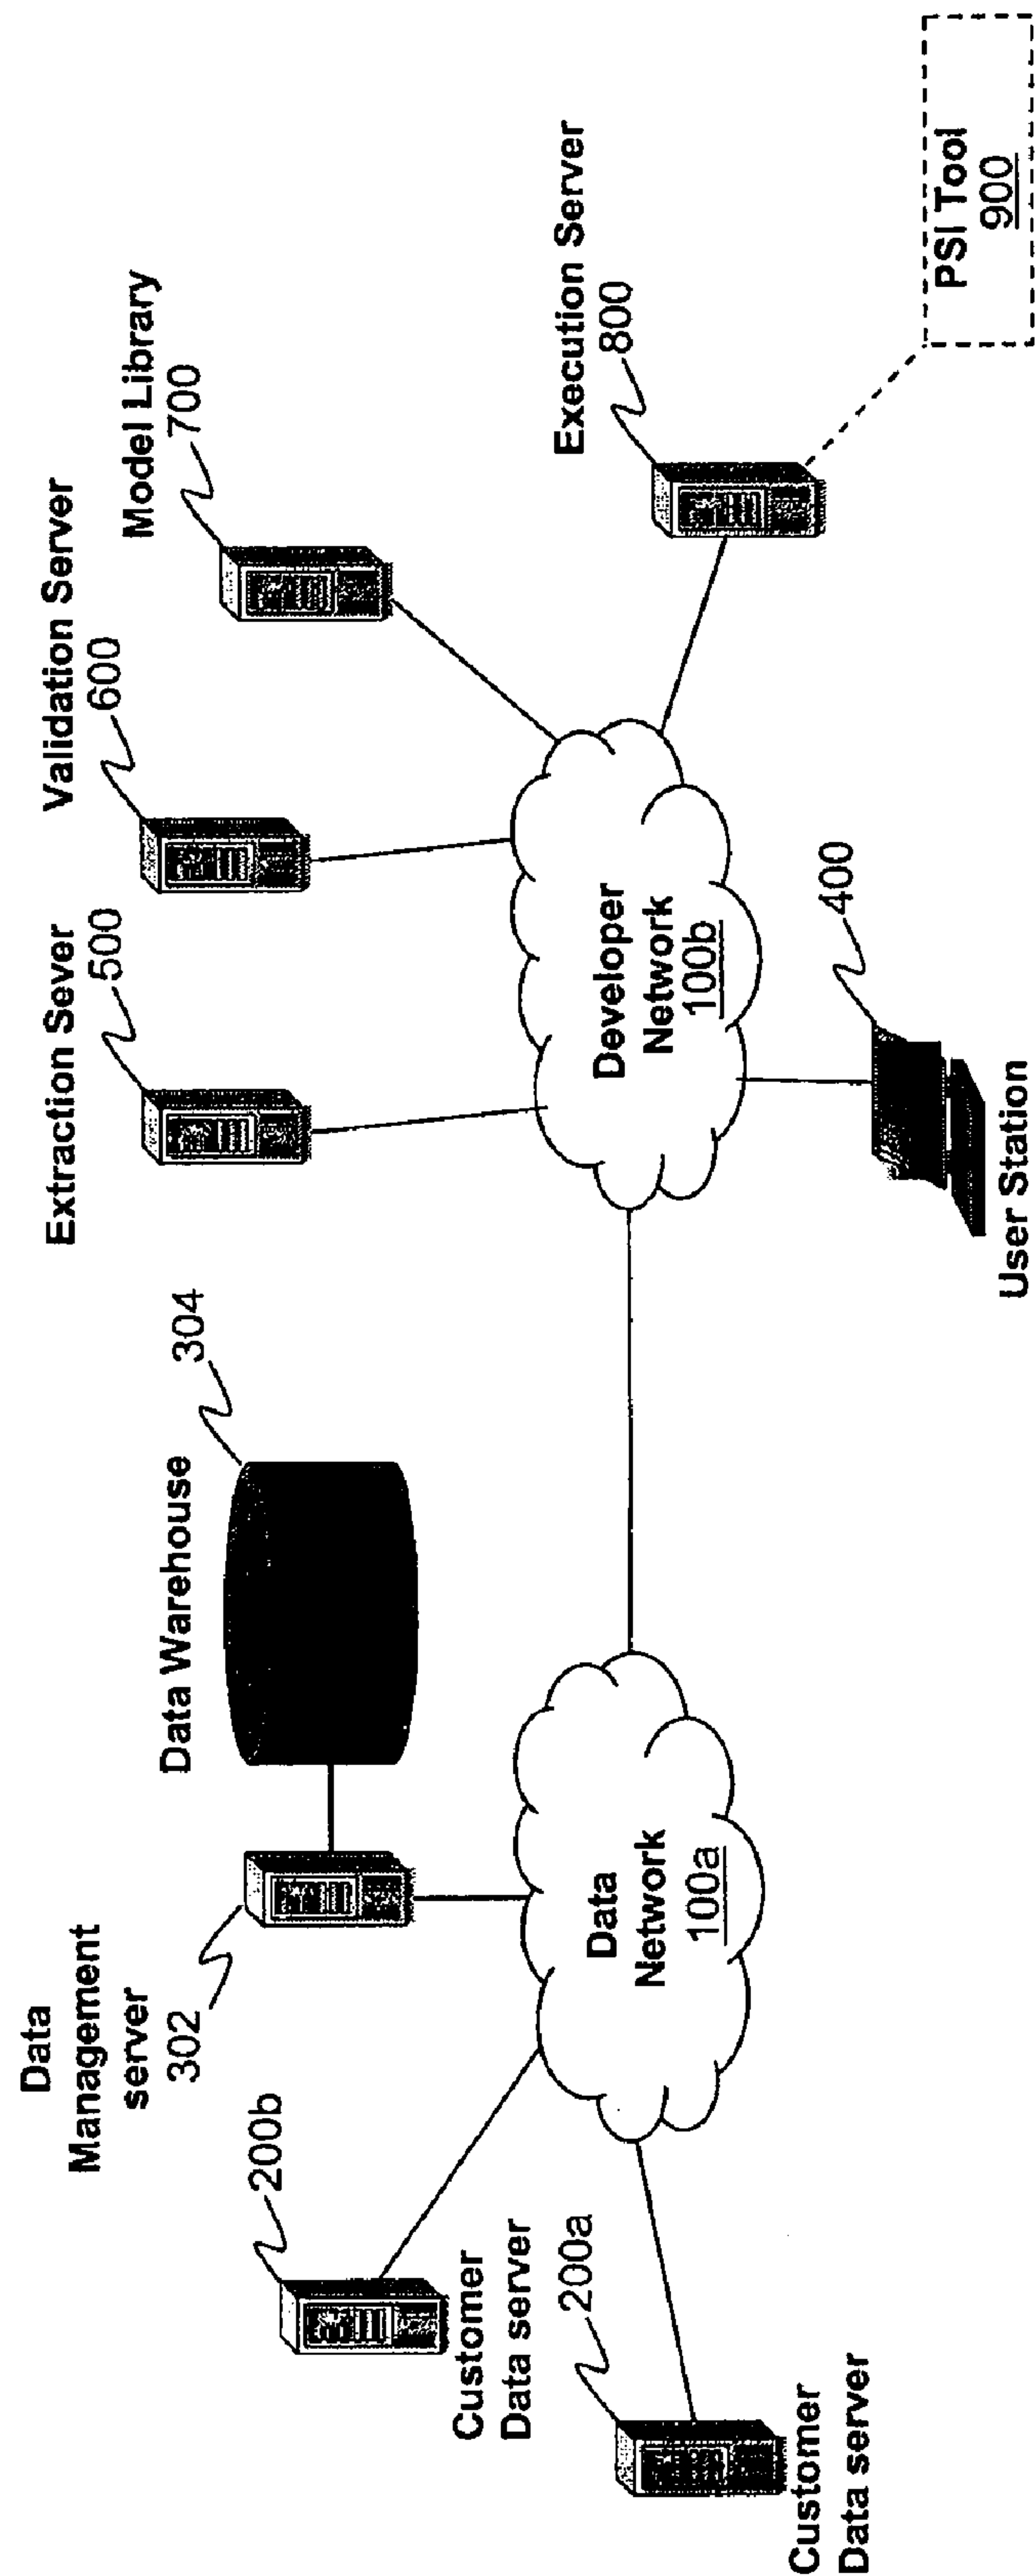 Data
Management
server
302
Data Warehouse
304
200b
Customer
Data server
200a
Customer
Data server
Data
Network
100a
Extraction Sever
500
Validation Server
600
Model Library
700
Developer
Network
100b
Execution Server
800
400
User Station
PSI Tool
900